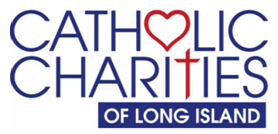 CATHOLIC
CHARITIES
OF LONG ISLAND